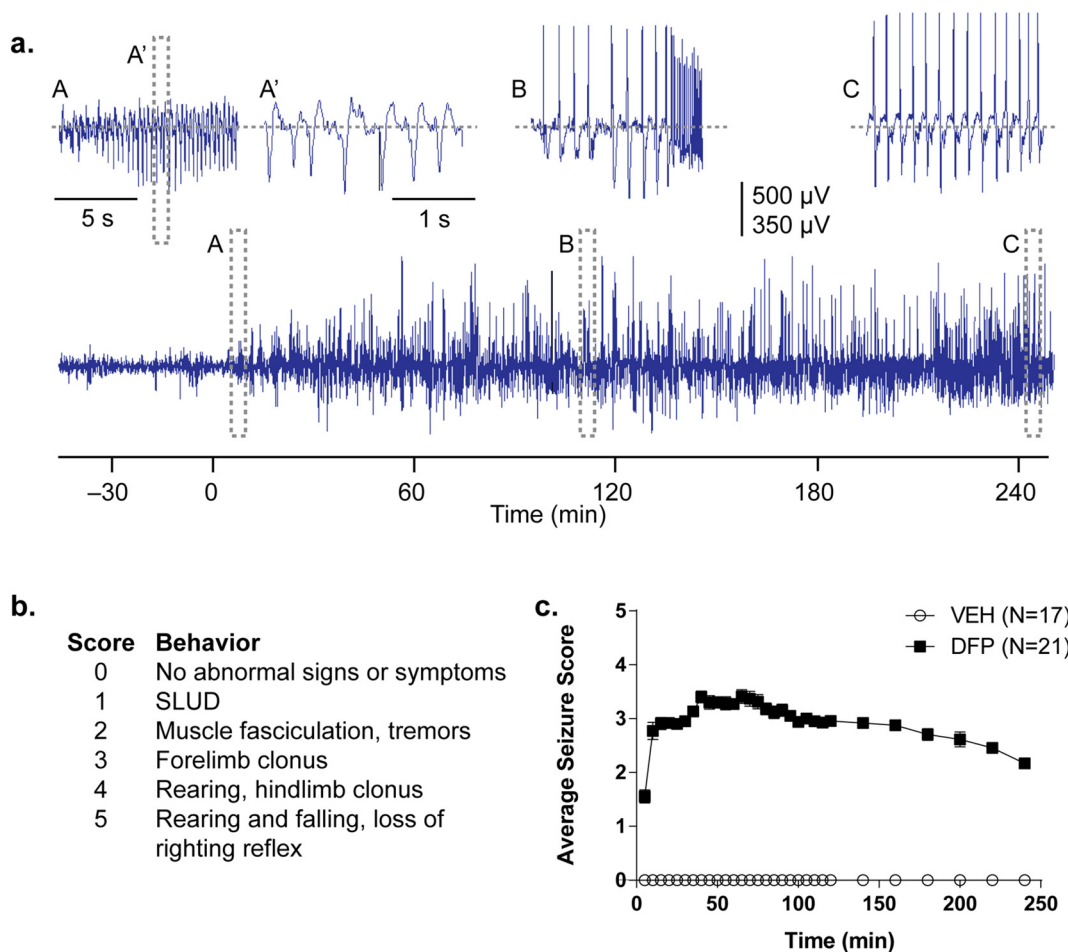 a.
A'
A
A'
B
C
5 s
1 s
500 µV
350 µV
A
B
C
–30
0
60
120
180
240
Time (min)
b.
Score Behavior
0 No abnormal signs or symptoms
1 SLUD
2 Muscle fasciculation, tremors
3 Forelimb clonus
4 Rearing, hindlimb clonus
5 Rearing and falling, loss of
righting reflex
c.
VEH (N=17)
DFP (N=21)
Average Seizure Score
5
4
3
2
1
0
0 50 100 150 200 250
Time (min)